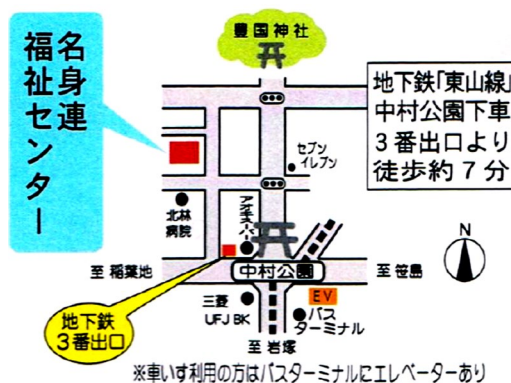 名身連
福祉センター
豊国神社
地下鉄「東山線」
中村公園下車
3番出口より
徒歩約7分
セブン
イレブン
北林
病院
アオキスーパー
N
至 稲葉地
中村公園
至 笹島
地下鉄
3番出口
三菱
UFJ BK
EV
バス
ターミナル
至 岩塚
※車いす利用の方はバスターミナルにエレベーターあり